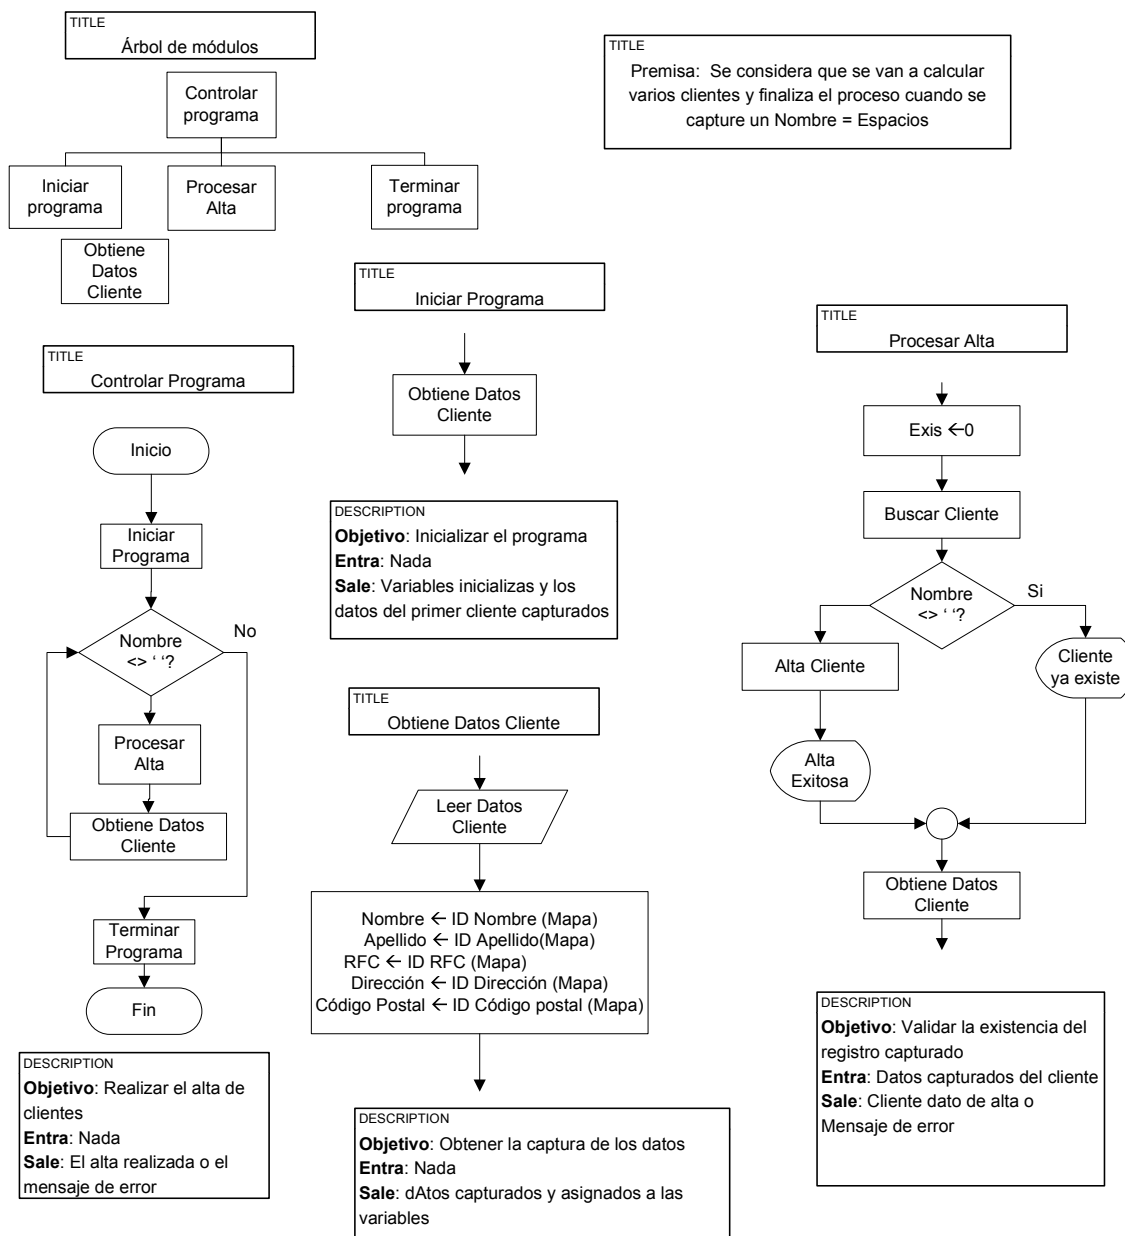 TITLE
Árbol de módulos
Controlar
programa
Iniciar
programa
Procesar
Alta
Terminar
programa
Obtiene
Datos
Cliente
TITLE
Premisa: Se considera que se van a calcular
varios clientes y finaliza el proceso cuando se
capture un Nombre = Espacios
TITLE
Controlar Programa
Inicio
Iniciar
Programa
Nombre
<> ‘ ‘?
No
Procesar
Alta
Obtiene Datos
Cliente
Terminar
Programa
Fin
DESCRIPTION
Objetivo: Realizar el alta de
clientes
Entra: Nada
Sale: El alta realizada o el
mensaje de error
TITLE
Iniciar Programa
Obtiene Datos
Cliente
DESCRIPTION
Objetivo: Inicializar el programa
Entra: Nada
Sale: Variables inicializas y los
datos del primer cliente capturados
TITLE
Obtiene Datos Cliente
Leer Datos
Cliente
Nombre ← ID Nombre (Mapa)
Apellido ← ID Apellido(Mapa)
RFC ← ID RFC (Mapa)
Dirección ← ID Dirección (Mapa)
Código Postal ← ID Código postal (Mapa)
DESCRIPTION
Objetivo: Obtener la captura de los datos
Entra: Nada
Sale: dAtos capturados y asignados a las
variables
TITLE
Procesar Alta
Exis ←0
Buscar Cliente
Nombre
<> ‘ ‘?
Si
Alta Cliente
Cliente
ya existe
Alta
Exitosa
Obtiene Datos
Cliente
DESCRIPTION
Objetivo: Validar la existencia del
registro capturado
Entra: Datos capturados del cliente
Sale: Cliente dato de alta o
Mensaje de error